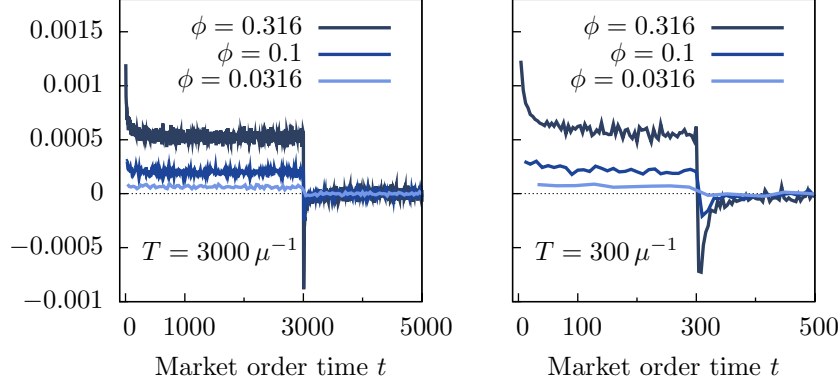 0.0015
0.001
0.0005
0
−0.0005
−0.001
ϕ = 0.316
ϕ = 0.1
ϕ = 0.0316
T = 3000 μ⁻¹
0 1000 3000 5000
Market order time t
ϕ = 0.316
ϕ = 0.1
ϕ = 0.0316
T = 300 μ⁻¹
0 100 300 500
Market order time t